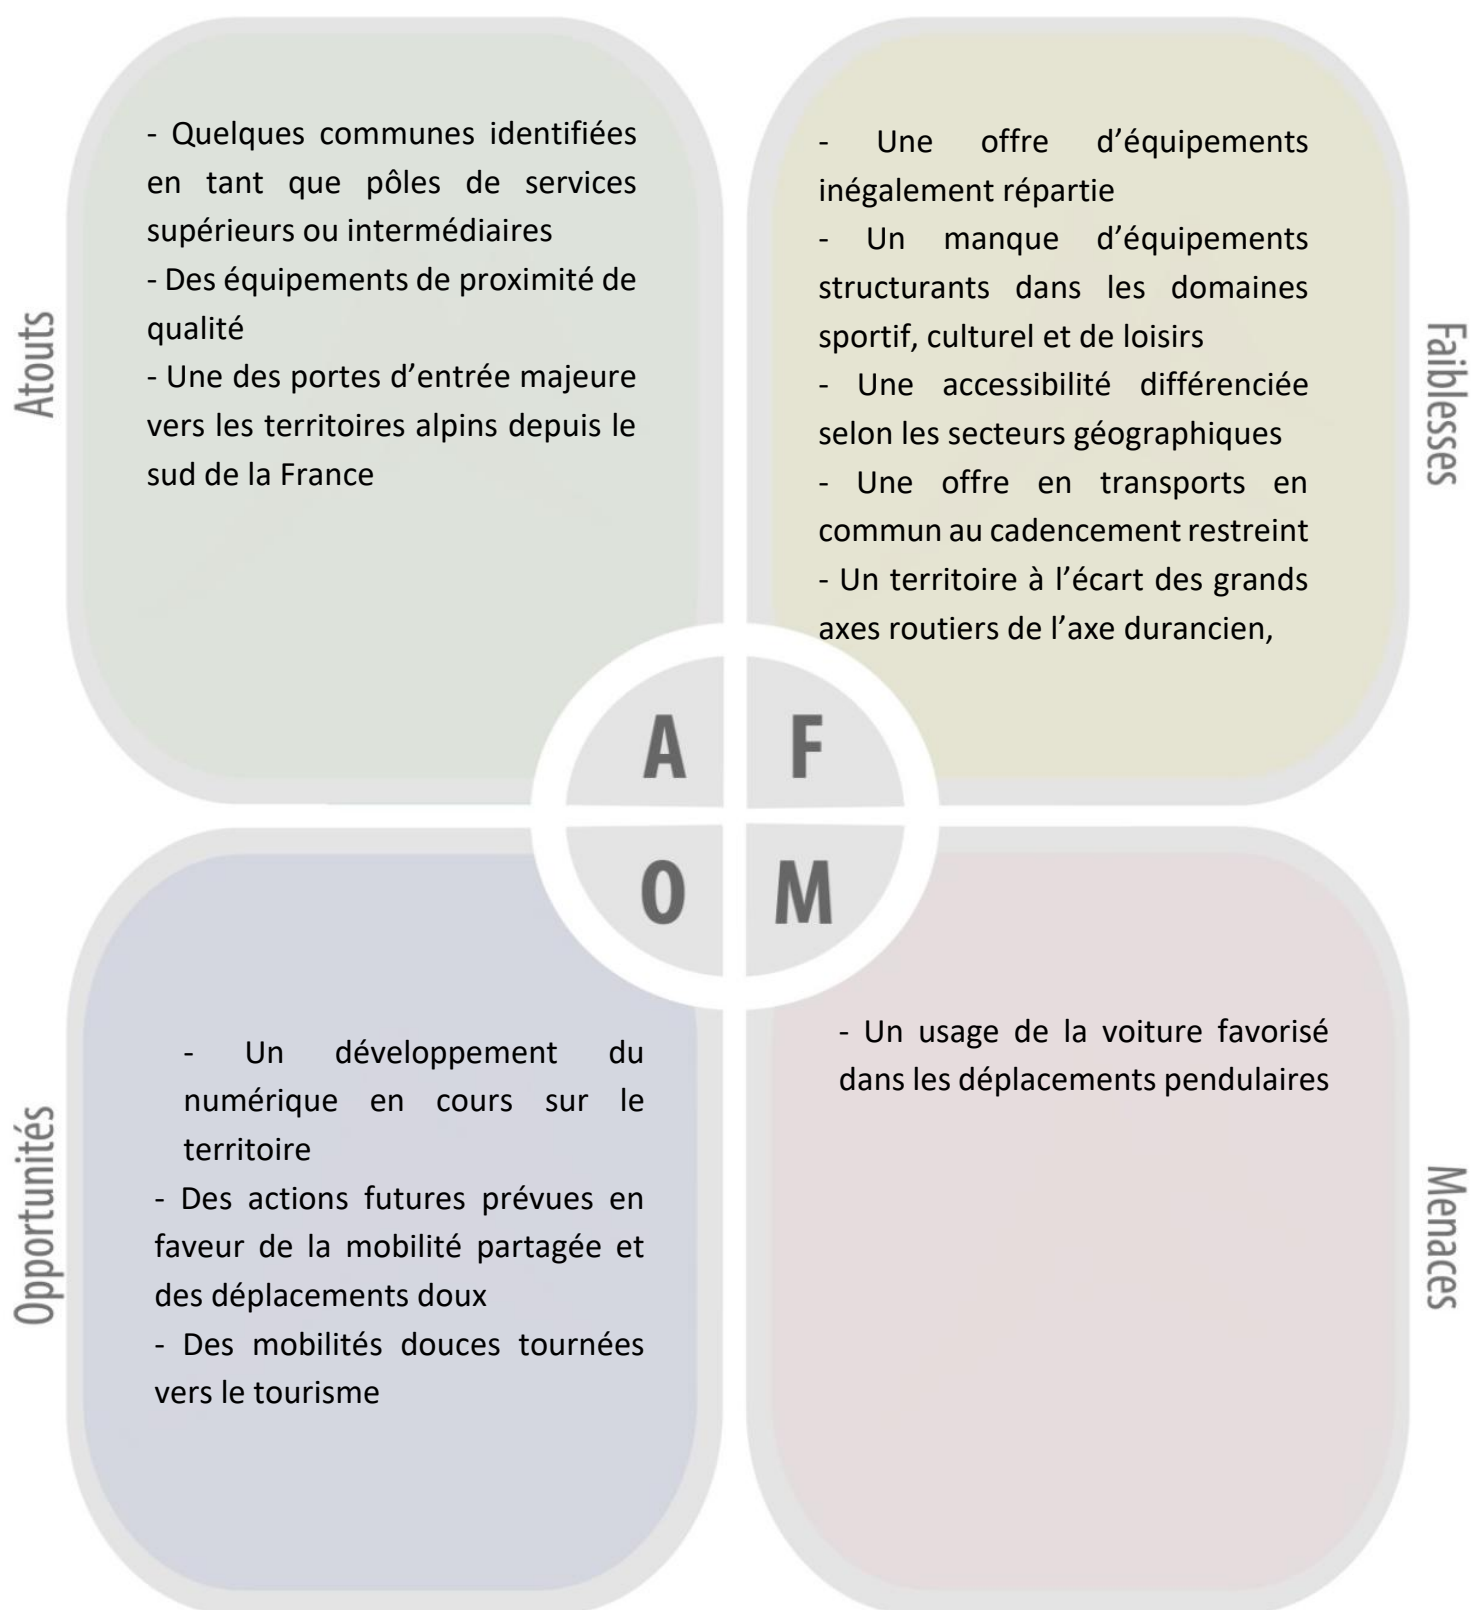 Atouts
- Quelques communes identifiées
en tant que pôles de services
supérieurs ou intermédiaires
- Des équipements de proximité de
qualité
- Une des portes d’entrée majeure
vers les territoires alpins depuis le
sud de la France
Faiblesses
- Une offre d’équipements
inégalement répartie
- Un manque d’équipements
structurants dans les domaines
sportif, culturel et de loisirs
- Une accessibilité différenciée
selon les secteurs géographiques
- Une offre en transports en
commun au cadencement restreint
- Un territoire à l’écart des grands
axes routiers de l’axe durancien,
A F
O M
Opportunités
- Un développement du
numérique en cours sur le
territoire
- Des actions futures prévues en
faveur de la mobilité partagée et
des déplacements doux
- Des mobilités douces tournées
vers le tourisme
Menaces
- Un usage de la voiture favorisé
dans les déplacements pendulaires